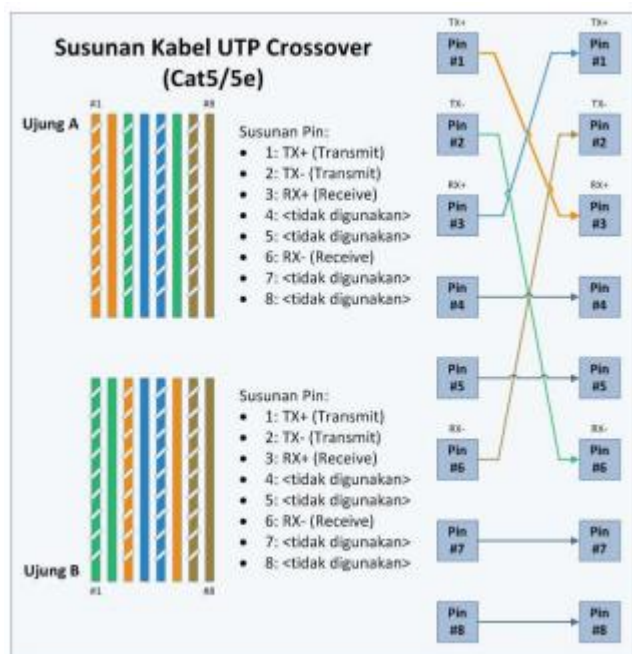 Susunan Kabel UTP Crossover
(Cat5/5e)
#1
#8
Ujung A
Susunan Pin:
• 1: TX+ (Transmit)
• 2: TX- (Transmit)
• 3: RX+ (Receive)
• 4: <tidak digunakan>
• 5: <tidak digunakan>
• 6: RX- (Receive)
• 7: <tidak digunakan>
• 8: <tidak digunakan>
Susunan Pin:
• 1: TX+ (Transmit)
• 2: TX- (Transmit)
• 3: RX+ (Receive)
• 4: <tidak digunakan>
• 5: <tidak digunakan>
• 6: RX- (Receive)
• 7: <tidak digunakan>
• 8: <tidak digunakan>
Ujung B
#1
#8
TX+
Pin
#1
TX+
Pin
#1
TX-
Pin
#2
TX-
Pin
#2
RX+
Pin
#3
RX+
Pin
#3
Pin
#4
Pin
#4
Pin
#5
Pin
#5
RX-
Pin
#6
RX-
Pin
#6
Pin
#7
Pin
#7
Pin
#8
Pin
#8